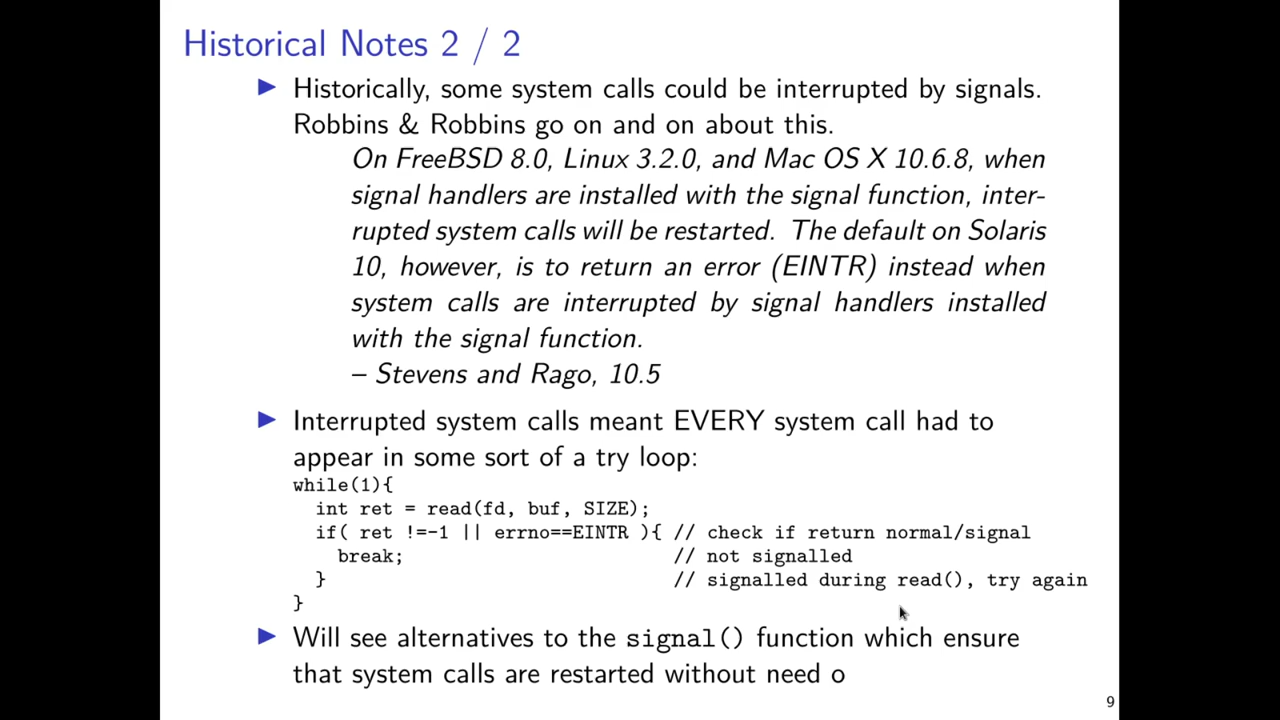 Historical Notes 2 / 2
Historically, some system calls could be interrupted by signals.
Robbins & Robbins go on and on about this.
On FreeBSD 8.0, Linux 3.2.0, and Mac OS X 10.6.8, when
signal handlers are installed with the signal function, inter-
rupted system calls will be restarted. The default on Solaris
10, however, is to return an error (EINTR) instead when
system calls are interrupted by signal handlers installed
with the signal function.
– Stevens and Rago, 10.5
Interrupted system calls meant EVERY system call had to
appear in some sort of a try loop:
while(1){
int ret = read(fd, buf, SIZE);
if( ret !=-1 || errno==EINTR ){ // check if return normal/signal
break; // not signalled
} // signalled during read(), try again
}
Will see alternatives to the signal() function which ensure
that system calls are restarted without need o
9